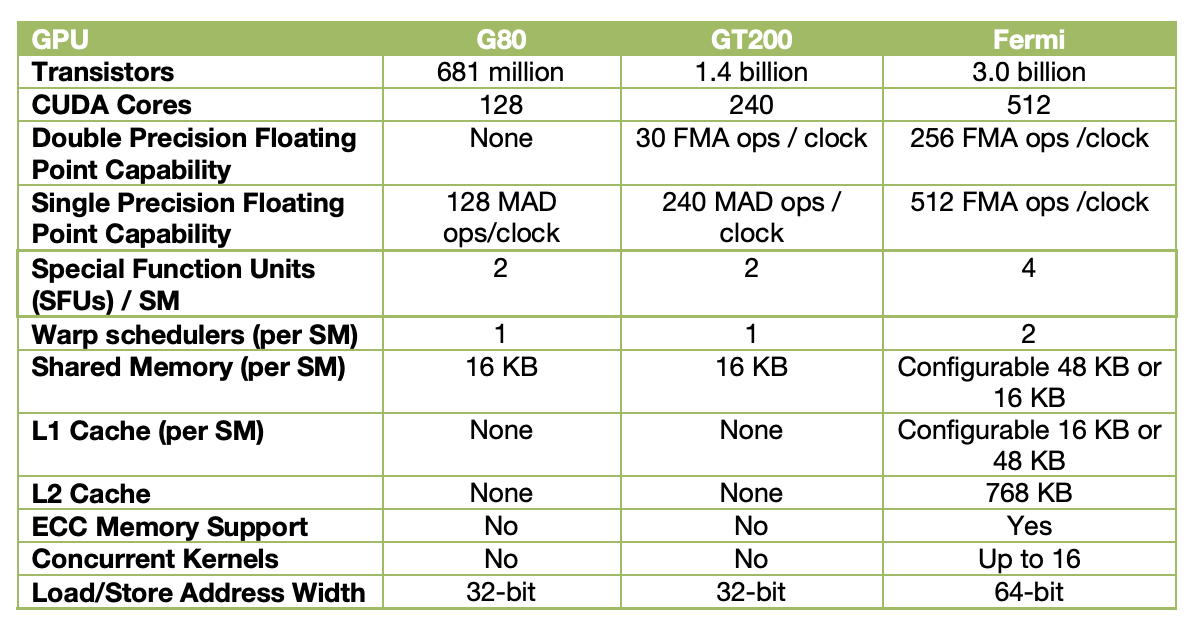 GPU G80 GT200 Fermi
Transistors 681 million 1.4 billion 3.0 billion
CUDA Cores 128 240 512
Double Precision Floating None 30 FMA ops / clock 256 FMA ops /clock
Point Capability
Single Precision Floating 128 MAD 240 MAD ops / 512 FMA ops /clock
Point Capability ops/clock clock
Special Function Units 2 2 4
(SFUs) / SM
Warp schedulers (per SM) 1 1 2
Shared Memory (per SM) 16 KB 16 KB Configurable 48 KB or
16 KB
L1 Cache (per SM) None None Configurable 16 KB or
48 KB
L2 Cache None None 768 KB
ECC Memory Support No No Yes
Concurrent Kernels No No Up to 16
Load/Store Address Width 32-bit 32-bit 64-bit